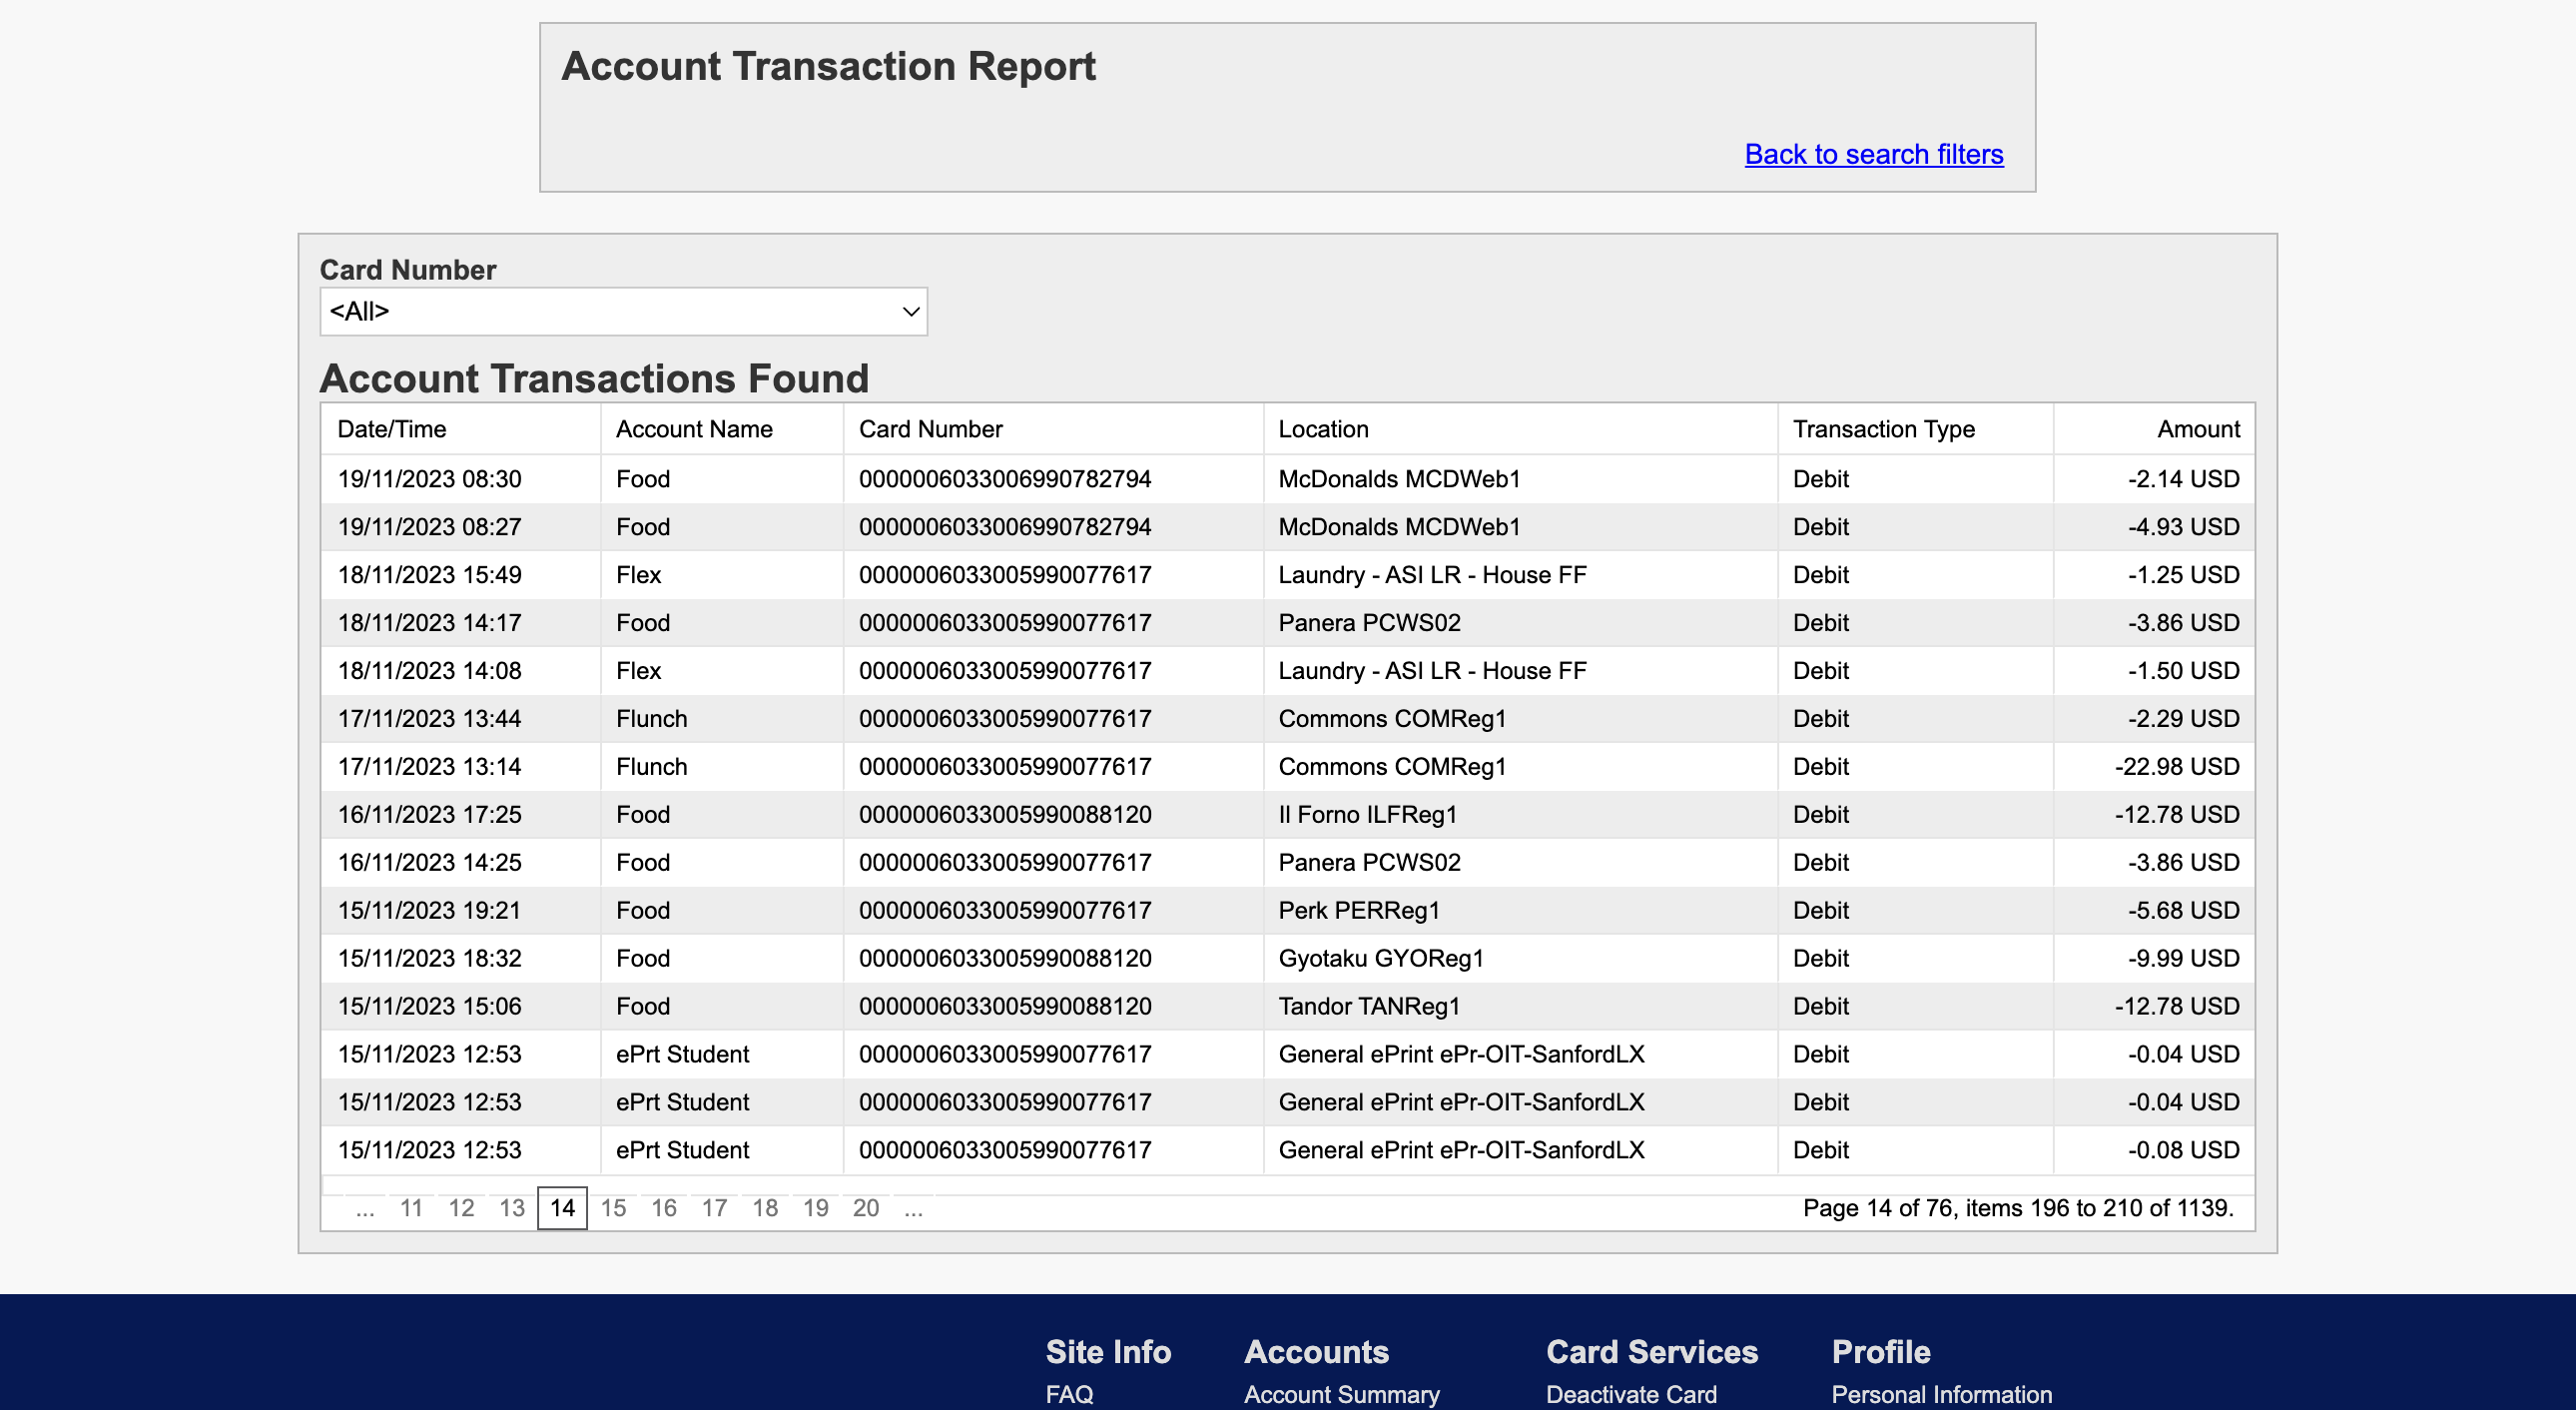 Account Transaction Report
Back to search filters
Card Number
<All>
Account Transactions Found
Date/Time Account Name Card Number Location Transaction Type Amount
19/11/2023 08:30 Food 0000006033006990782794 McDonalds MCDWeb1 Debit -2.14 USD
19/11/2023 08:27 Food 0000006033006990782794 McDonalds MCDWeb1 Debit -4.93 USD
18/11/2023 15:49 Flex 0000006033005990077617 Laundry - ASI LR - House FF Debit -1.25 USD
18/11/2023 14:17 Food 0000006033005990077617 Panera PCWS02 Debit -3.86 USD
18/11/2023 14:08 Flex 0000006033005990077617 Laundry - ASI LR - House FF Debit -1.50 USD
17/11/2023 13:44 Flunch 0000006033005990077617 Commons COMReg1 Debit -2.29 USD
17/11/2023 13:14 Flunch 0000006033005990077617 Commons COMReg1 Debit -22.98 USD
16/11/2023 17:25 Food 0000006033005990088120 Il Forno ILFReg1 Debit -12.78 USD
16/11/2023 14:25 Food 0000006033005990077617 Panera PCWS02 Debit -3.86 USD
15/11/2023 19:21 Food 0000006033005990077617 Perk PERReg1 Debit -5.68 USD
15/11/2023 18:32 Food 0000006033005990088120 Gyotaku GYOReg1 Debit -9.99 USD
15/11/2023 15:06 Food 0000006033005990088120 Tandor TANReg1 Debit -12.78 USD
15/11/2023 12:53 ePrt Student 0000006033005990077617 General ePrint ePr-OIT-SanfordLX Debit -0.04 USD
15/11/2023 12:53 ePrt Student 0000006033005990077617 General ePrint ePr-OIT-SanfordLX Debit -0.04 USD
15/11/2023 12:53 ePrt Student 0000006033005990077617 General ePrint ePr-OIT-SanfordLX Debit -0.08 USD
... 11 12 13 14 15 16 17 18 19 20 ... Page 14 of 76, items 196 to 210 of 1139.
Site Info Accounts Card Services Profile
FAQ Account Summary Deactivate Card Personal Information